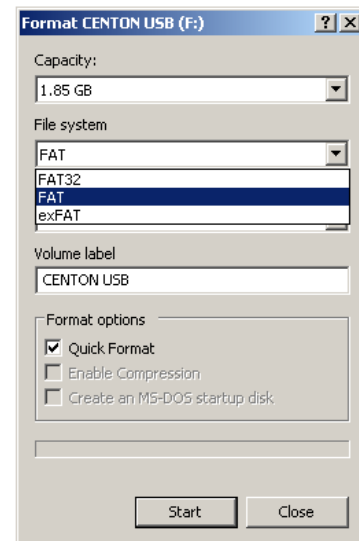 Format CENTON USB (F:)
Capacity:
1.85 GB
File system
FAT
FAT32
FAT
exFAT
Volume label
CENTON USB
Format options
Quick Format
Enable Compression
Create an MS-DOS startup disk
Start Close